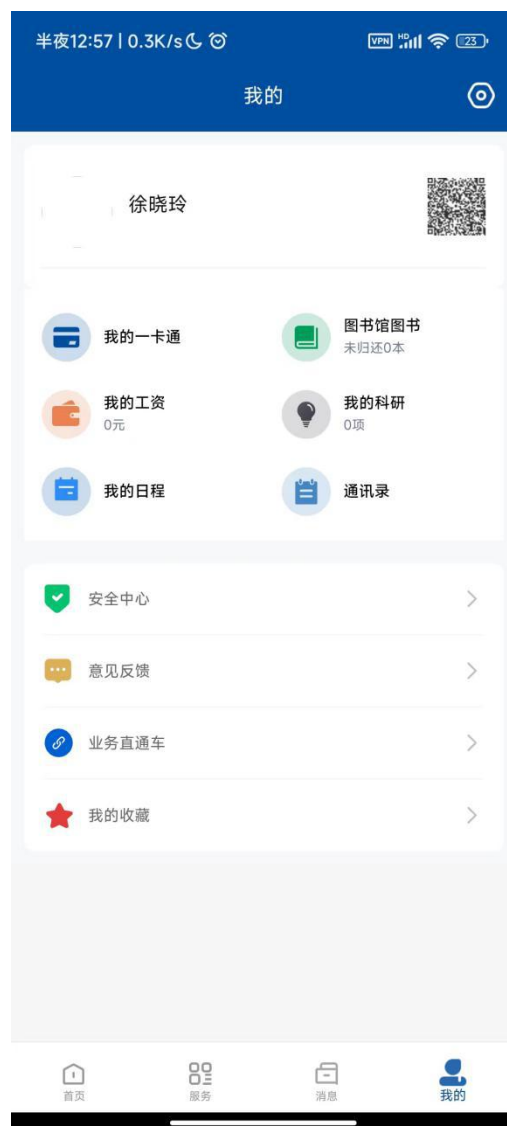 半夜12:57 | 0.3K/s
VPN HD 23
我的
徐晓玲
我的一卡通
图书馆图书
未归还0本
我的工资
0元
我的科研
0项
我的日程
通讯录
安全中心
意见反馈
业务直通车
我的收藏
首页
服务
消息
我的